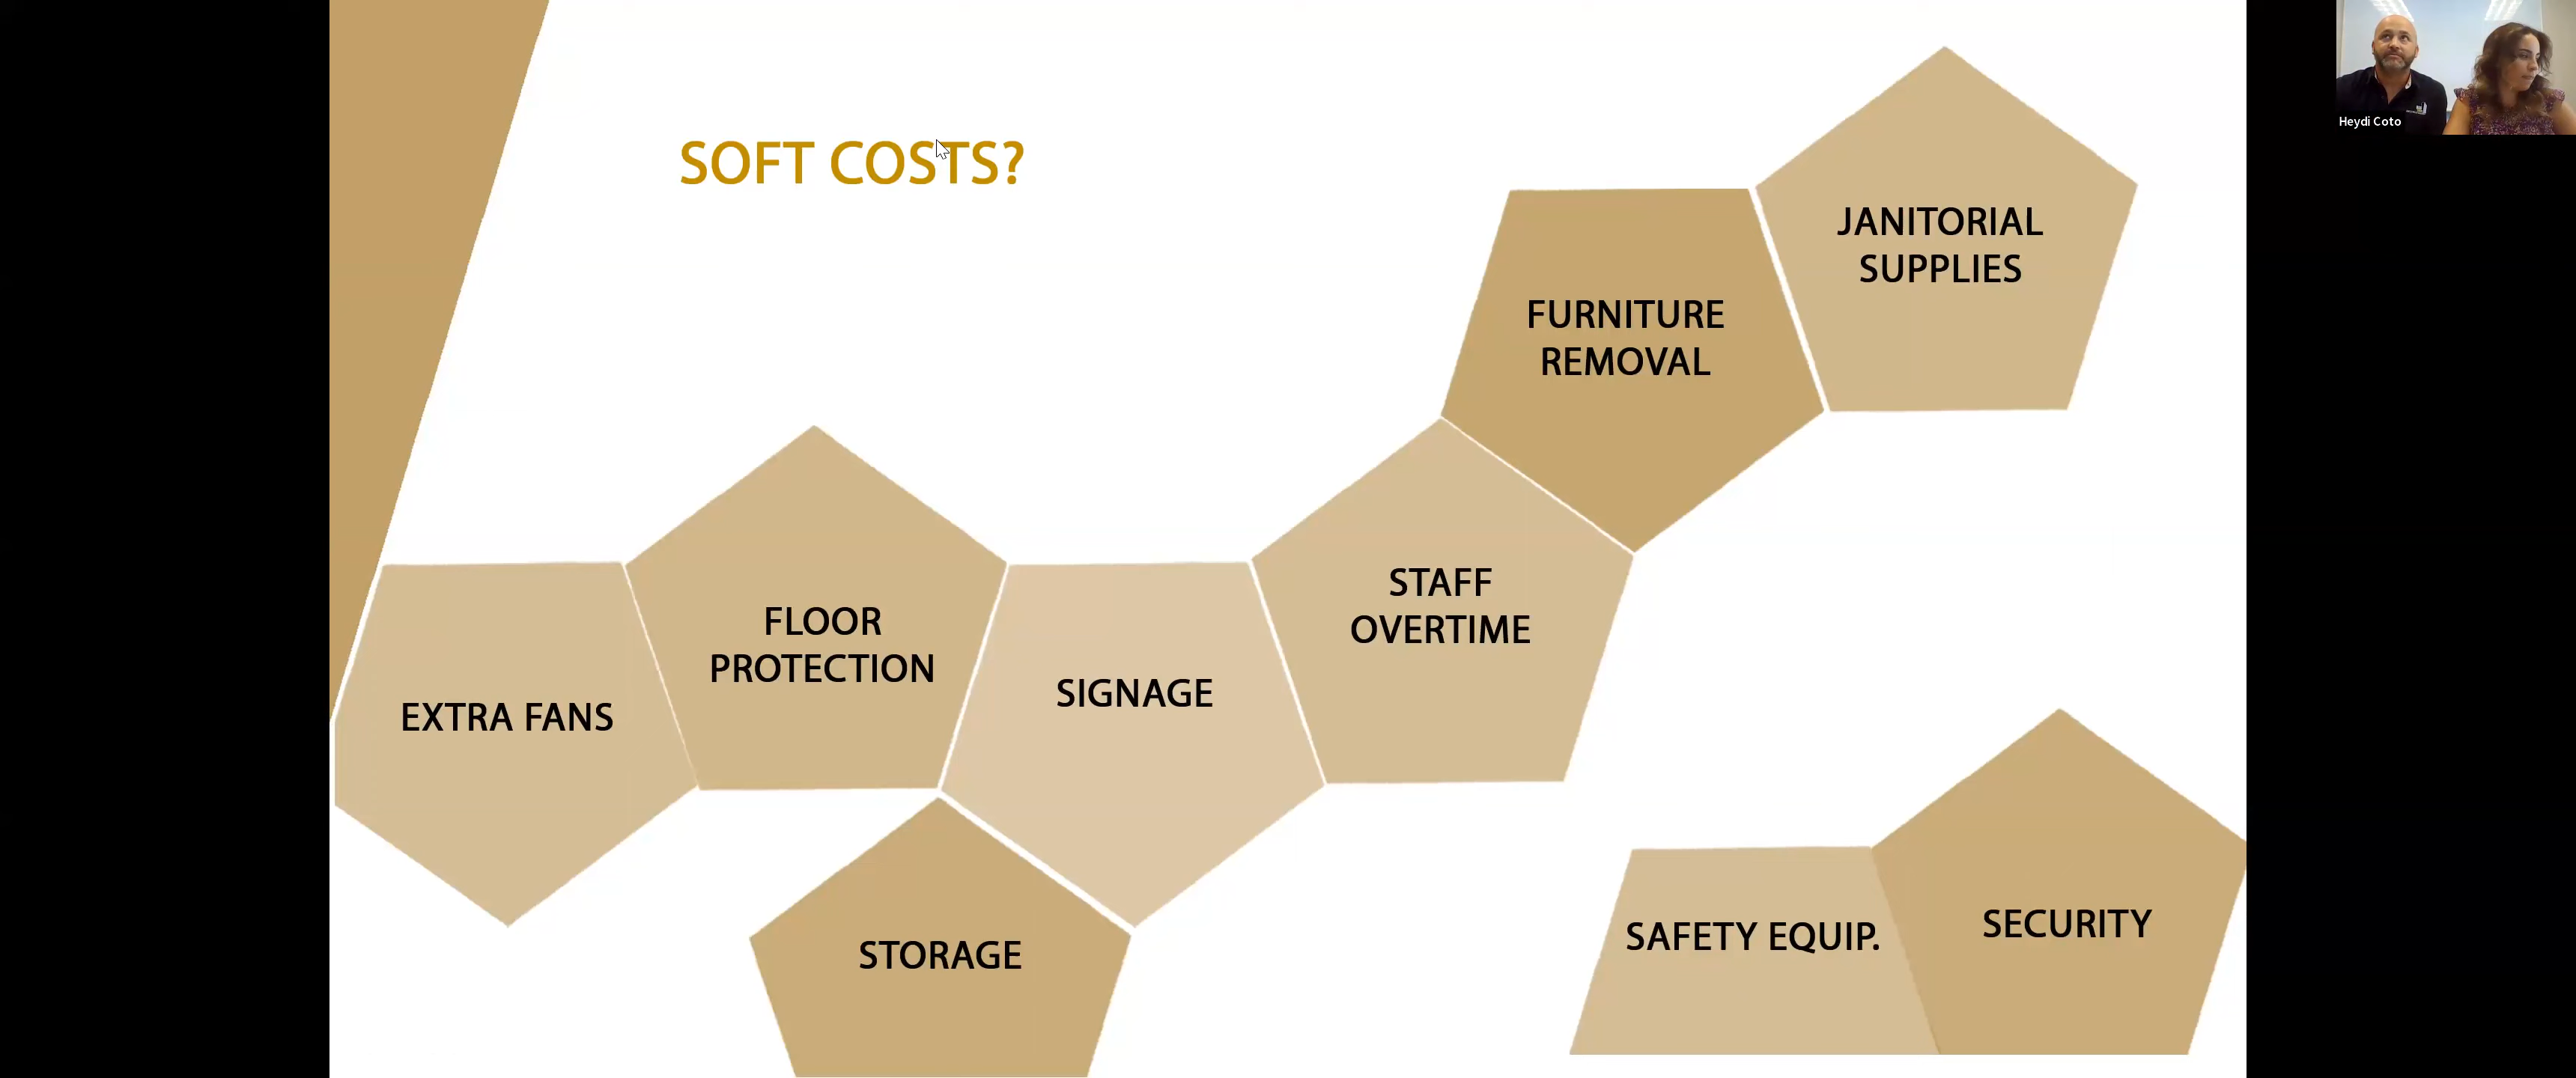 SOFT COSTS?
Heydi Coto
JANITORIAL
SUPPLIES
FURNITURE
REMOVAL
STAFF
OVERTIME
FLOOR
PROTECTION
SIGNAGE
EXTRA FANS
STORAGE
SAFETY EQUIP.
SECURITY